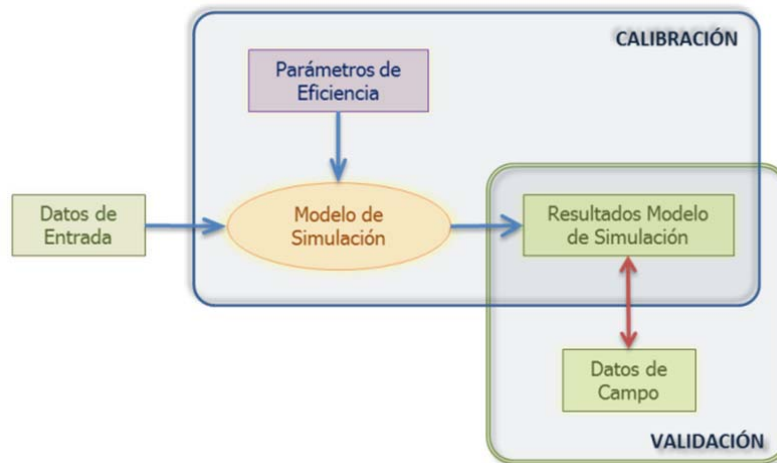 CALIBRACIÓN
Parámetros de
Eficiencia
Datos de
Entrada
Modelo de
Simulación
Resultados Modelo
de Simulación
Datos de
Campo
VALIDACIÓN